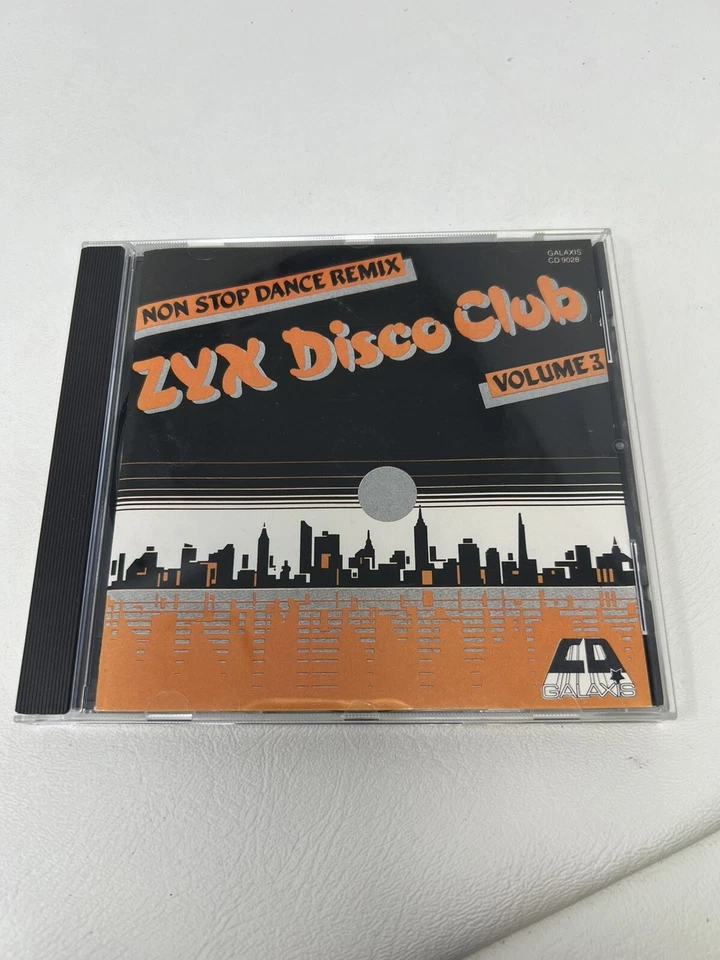 GALAXIS
CD 9028
NON STOP DANCE REMIX
ZYX Disco Club
VOLUME 3
CD
GALAXIS